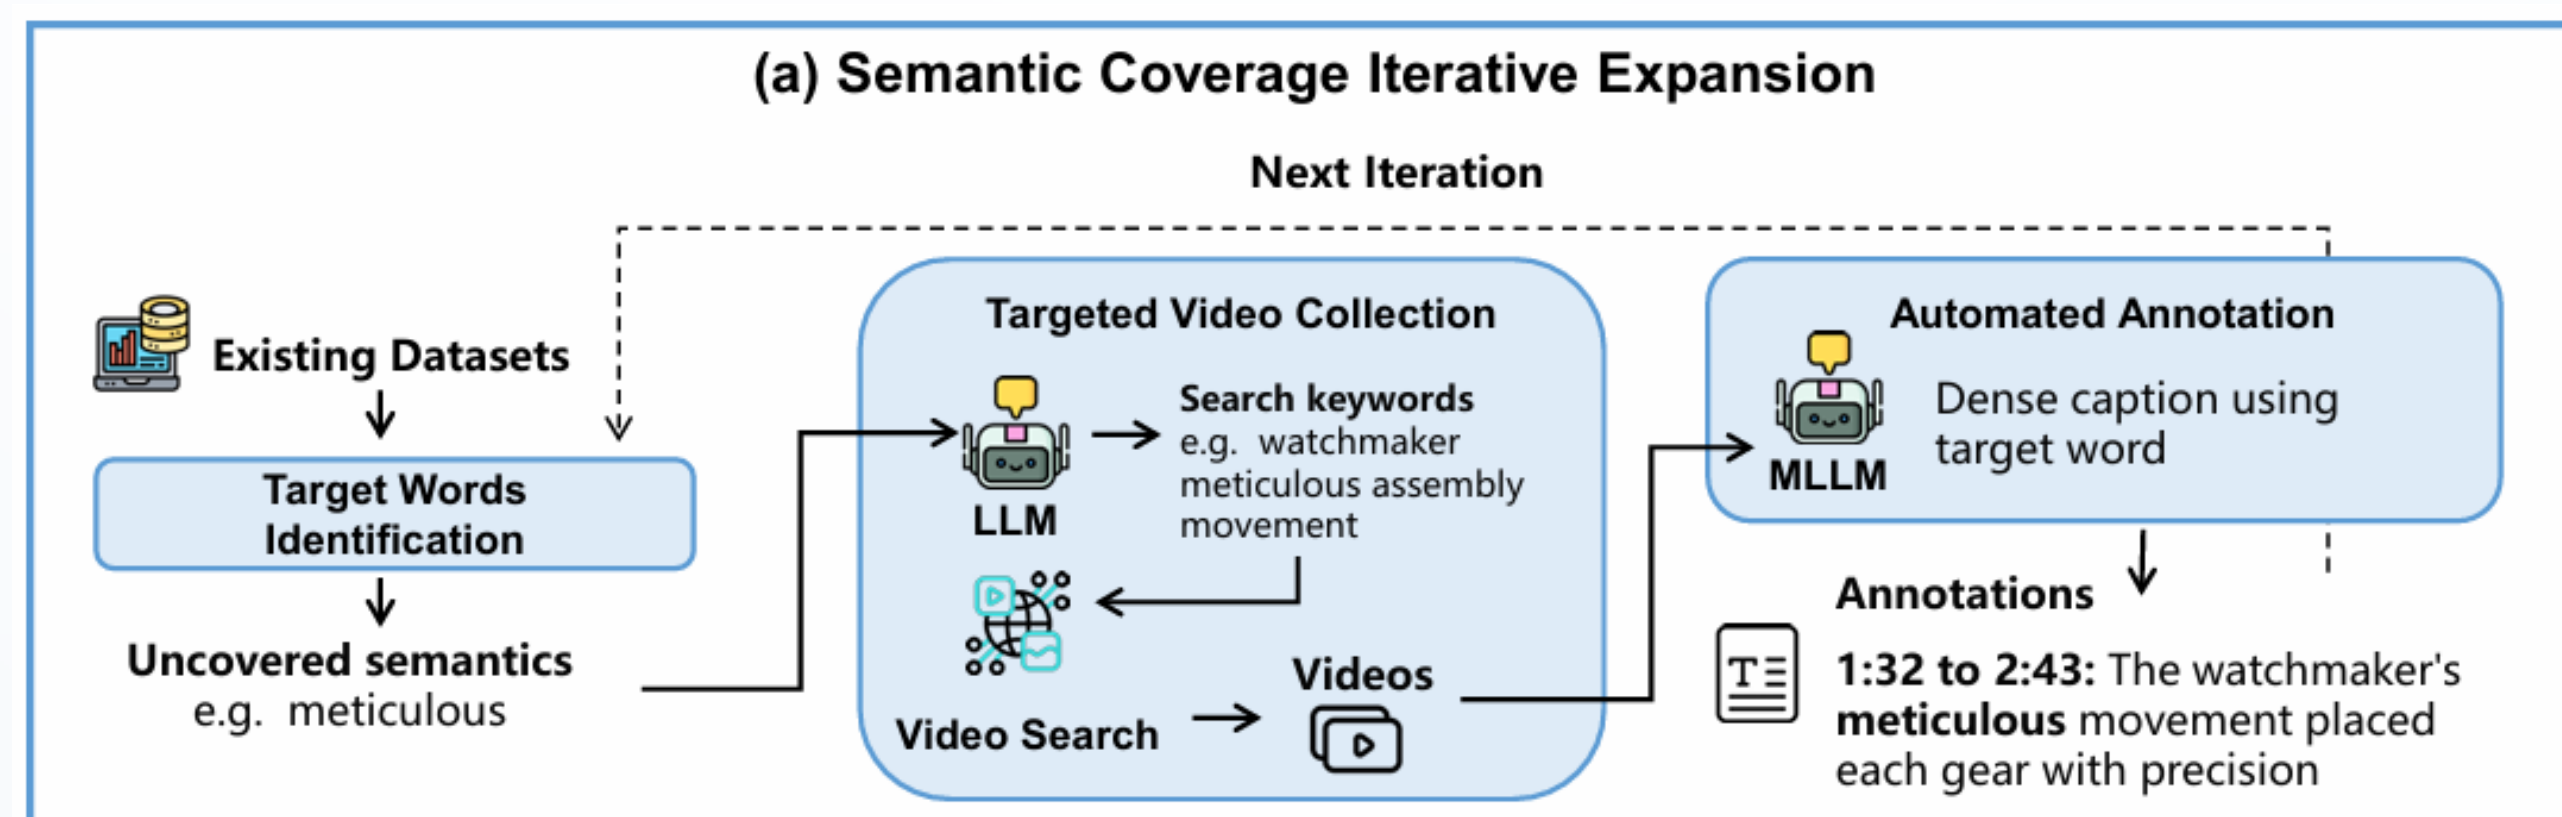 (a) Semantic Coverage Iterative Expansion
Next Iteration
Existing Datasets
Target Words
Identification
Uncovered semantics
e.g. meticulous
Targeted Video Collection
LLM
Search keywords
e.g. watchmaker
meticulous assembly
movement
Video Search
Videos
Automated Annotation
MLLM
Dense caption using
target word
Annotations
T
1:32 to 2:43: The watchmaker's
meticulous movement placed
each gear with precision